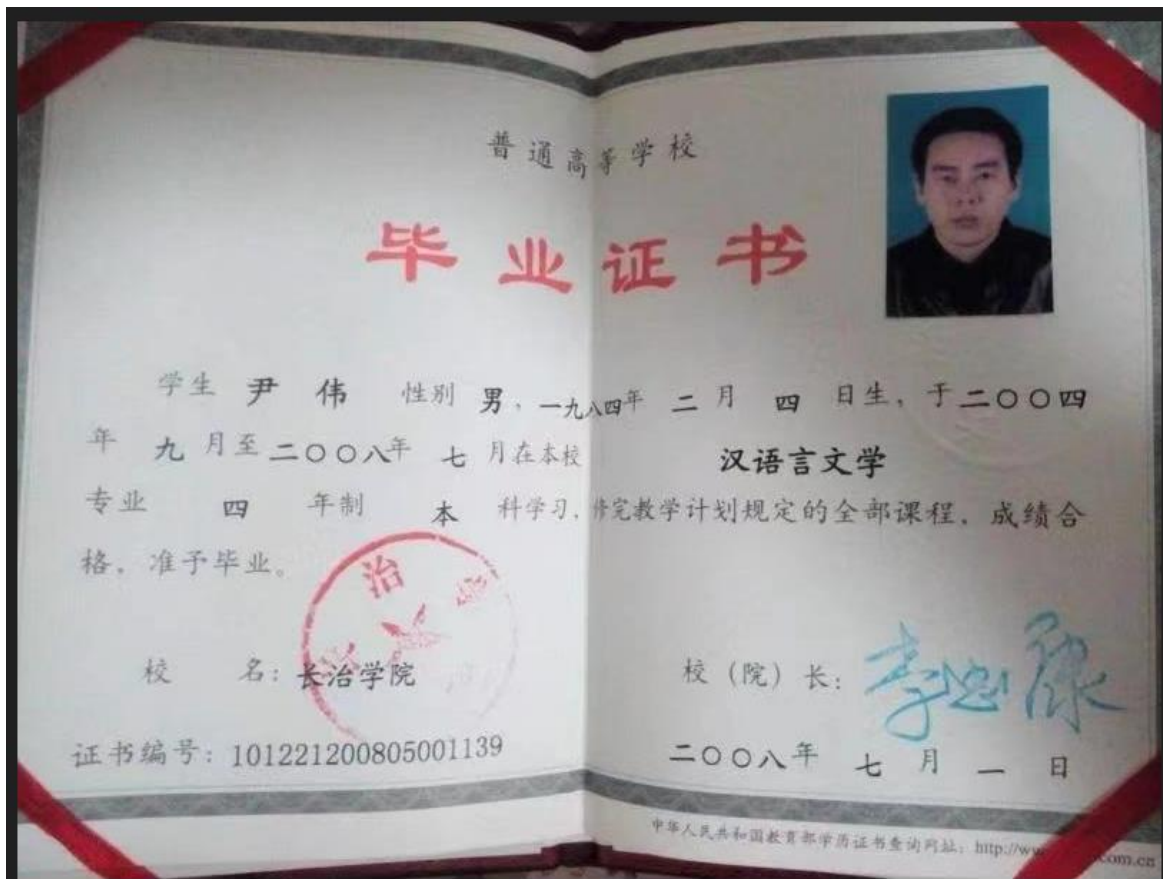 普通高等学校
毕业证书
学生 尹 伟 性别 男，一九八四年 二 月 四 日生，于二〇〇四
年 九 月至二〇〇八年 七 月在本校 汉语言文学
专业 四 年制 本 科学习，修完教学计划规定的全部课程，成绩合
格，准予毕业。
治
校 名：长治学院
校（院）长：
证书编号：101221200805001139
二〇〇八年 七 月 一 日
中华人民共和国教育部学历证书查询网址：http://ww com.cn